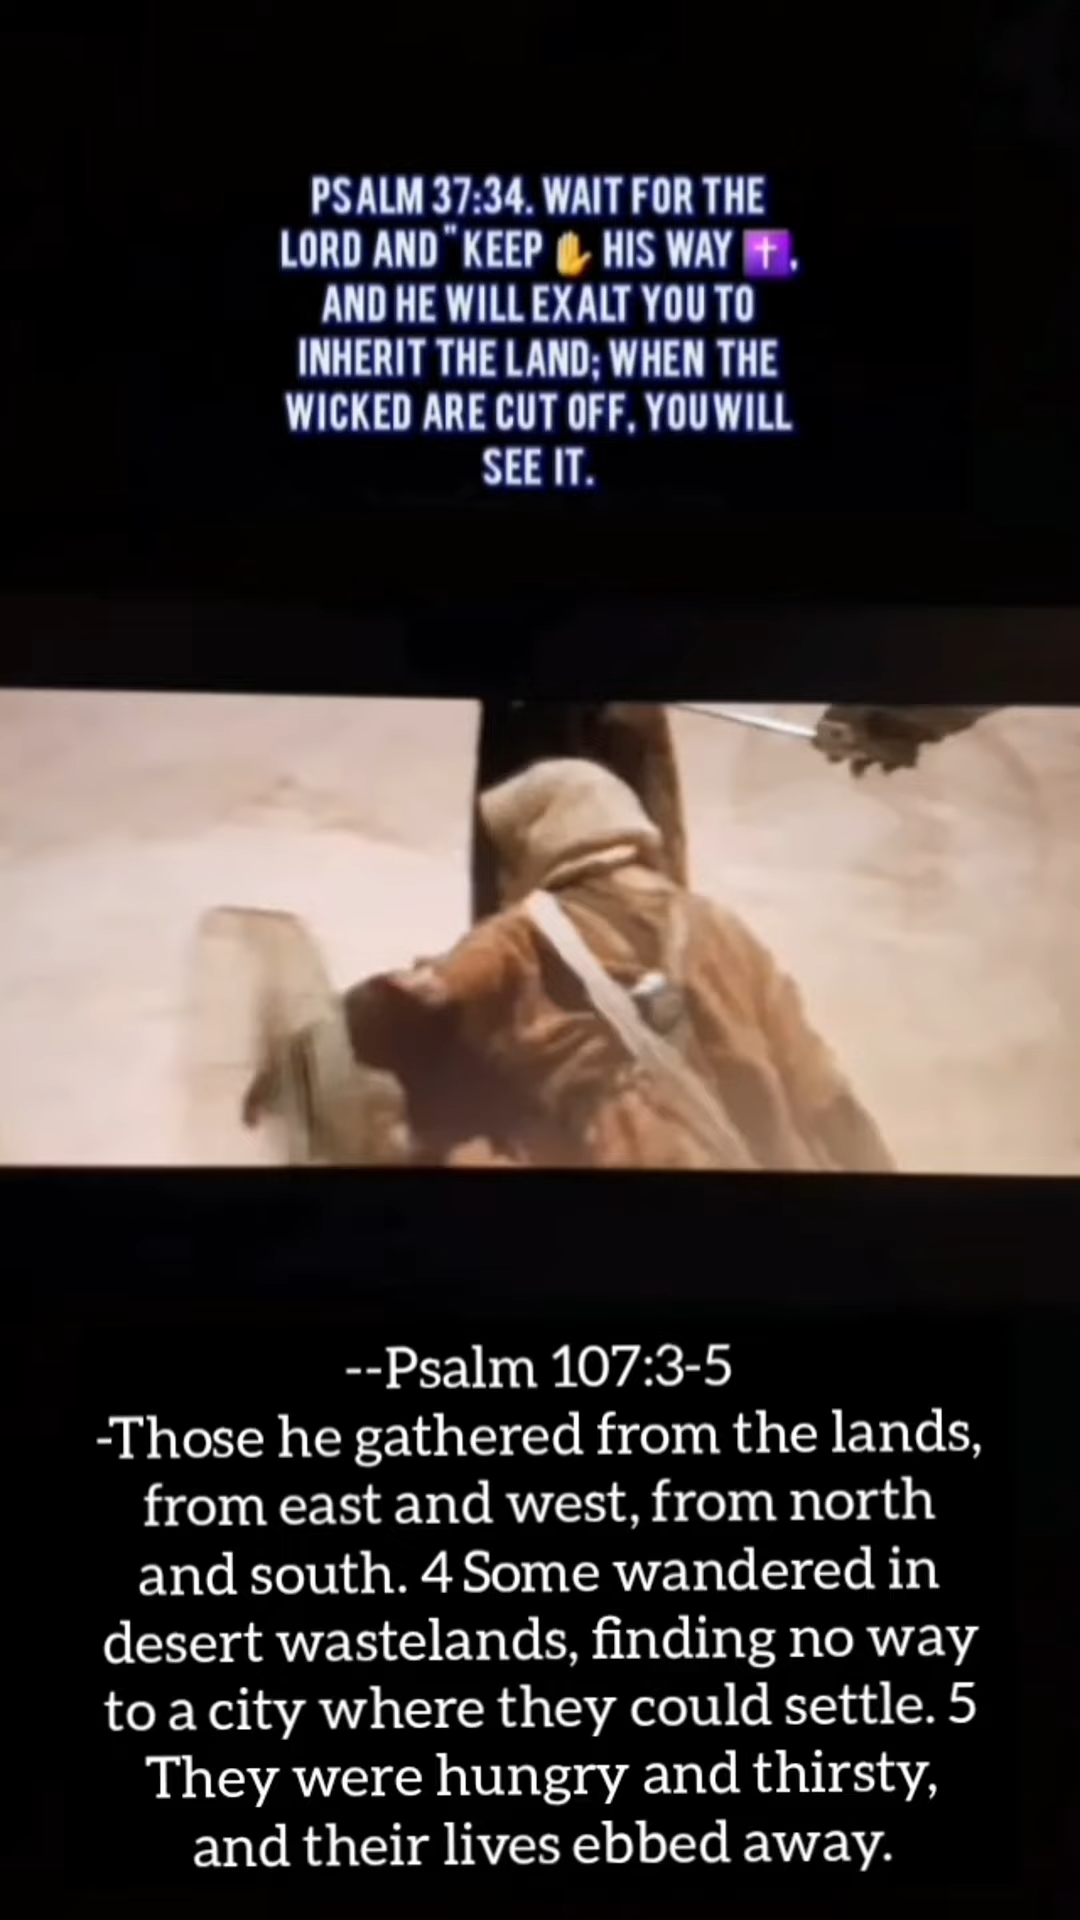 PSALM 37:34. WAIT FOR THE
LORD AND "KEEP ✋ HIS WAY ✝️,
AND HE WILL EXALT YOU TO
INHERIT THE LAND; WHEN THE
WICKED ARE CUT OFF, YOU WILL
SEE IT.
--Psalm 107:3-5
-Those he gathered from the lands,
from east and west, from north
and south. 4 Some wandered in
desert wastelands, finding no way
to a city where they could settle. 5
They were hungry and thirsty,
and their lives ebbed away.